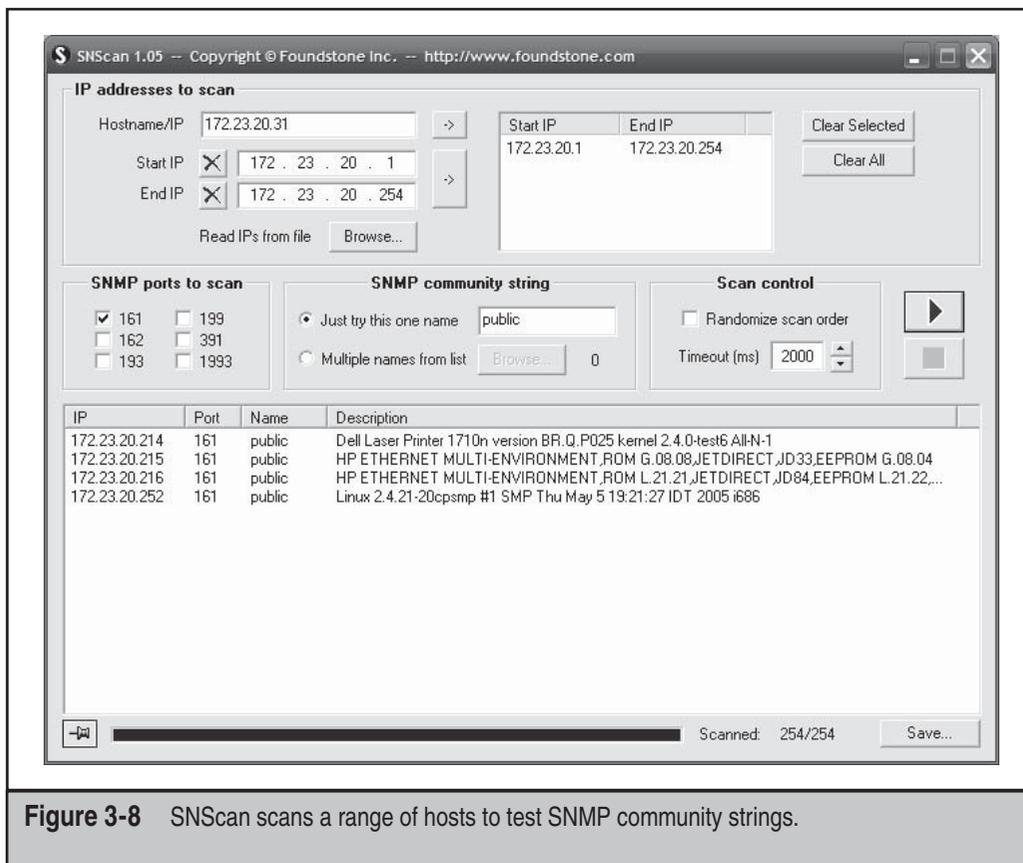 SNScan 1.05 -- Copyright © Foundstone Inc. -- http://www.foundstone.com
IP addresses to scan
Hostname/IP 172.23.20.31 ->
Start IP 172 . 23 . 20 . 1
End IP 172 . 23 . 20 . 254
->
Read IPs from file Browse...
Start IP End IP
172.23.20.1 172.23.20.254
Clear Selected
Clear All
SNMP ports to scan
161 199
162 391
193 1993
SNMP community string
Just try this one name public
Multiple names from list Browse... 0
Scan control
Randomize scan order
Timeout (ms) 2000
IP Port Name Description
172.23.20.214 161 public Dell Laser Printer 1710n version BR.Q.P025 kernel 2.4.0-test6 All-N-1
172.23.20.215 161 public HP ETHERNET MULTI-ENVIRONMENT,ROM G.08.08,JETDIRECT,JD33,EEPROM G.08.04
172.23.20.216 161 public HP ETHERNET MULTI-ENVIRONMENT,ROM L.21.21,JETDIRECT,JD84,EEPROM L.21.22,...
172.23.20.252 161 public Linux 2.4.21-20cpsmp #1 SMP Thu May 5 19:21:27 IDT 2005 i686
Scanned: 254/254 Save...
Figure 3-8 SNScan scans a range of hosts to test SNMP community strings.